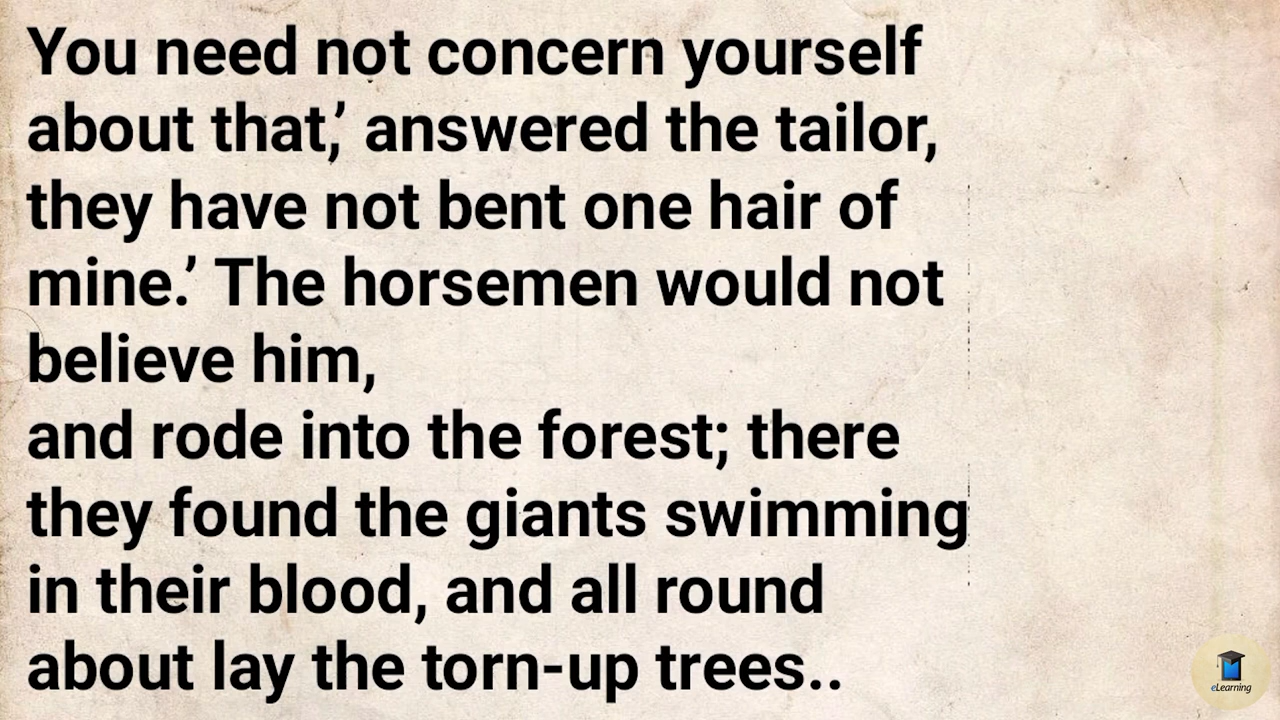 You need not concern yourself
about that,’ answered the tailor,
they have not bent one hair of
mine.’ The horsemen would not
believe him,
and rode into the forest; there
they found the giants swimming
in their blood, and all round
about lay the torn-up trees..
eLearning